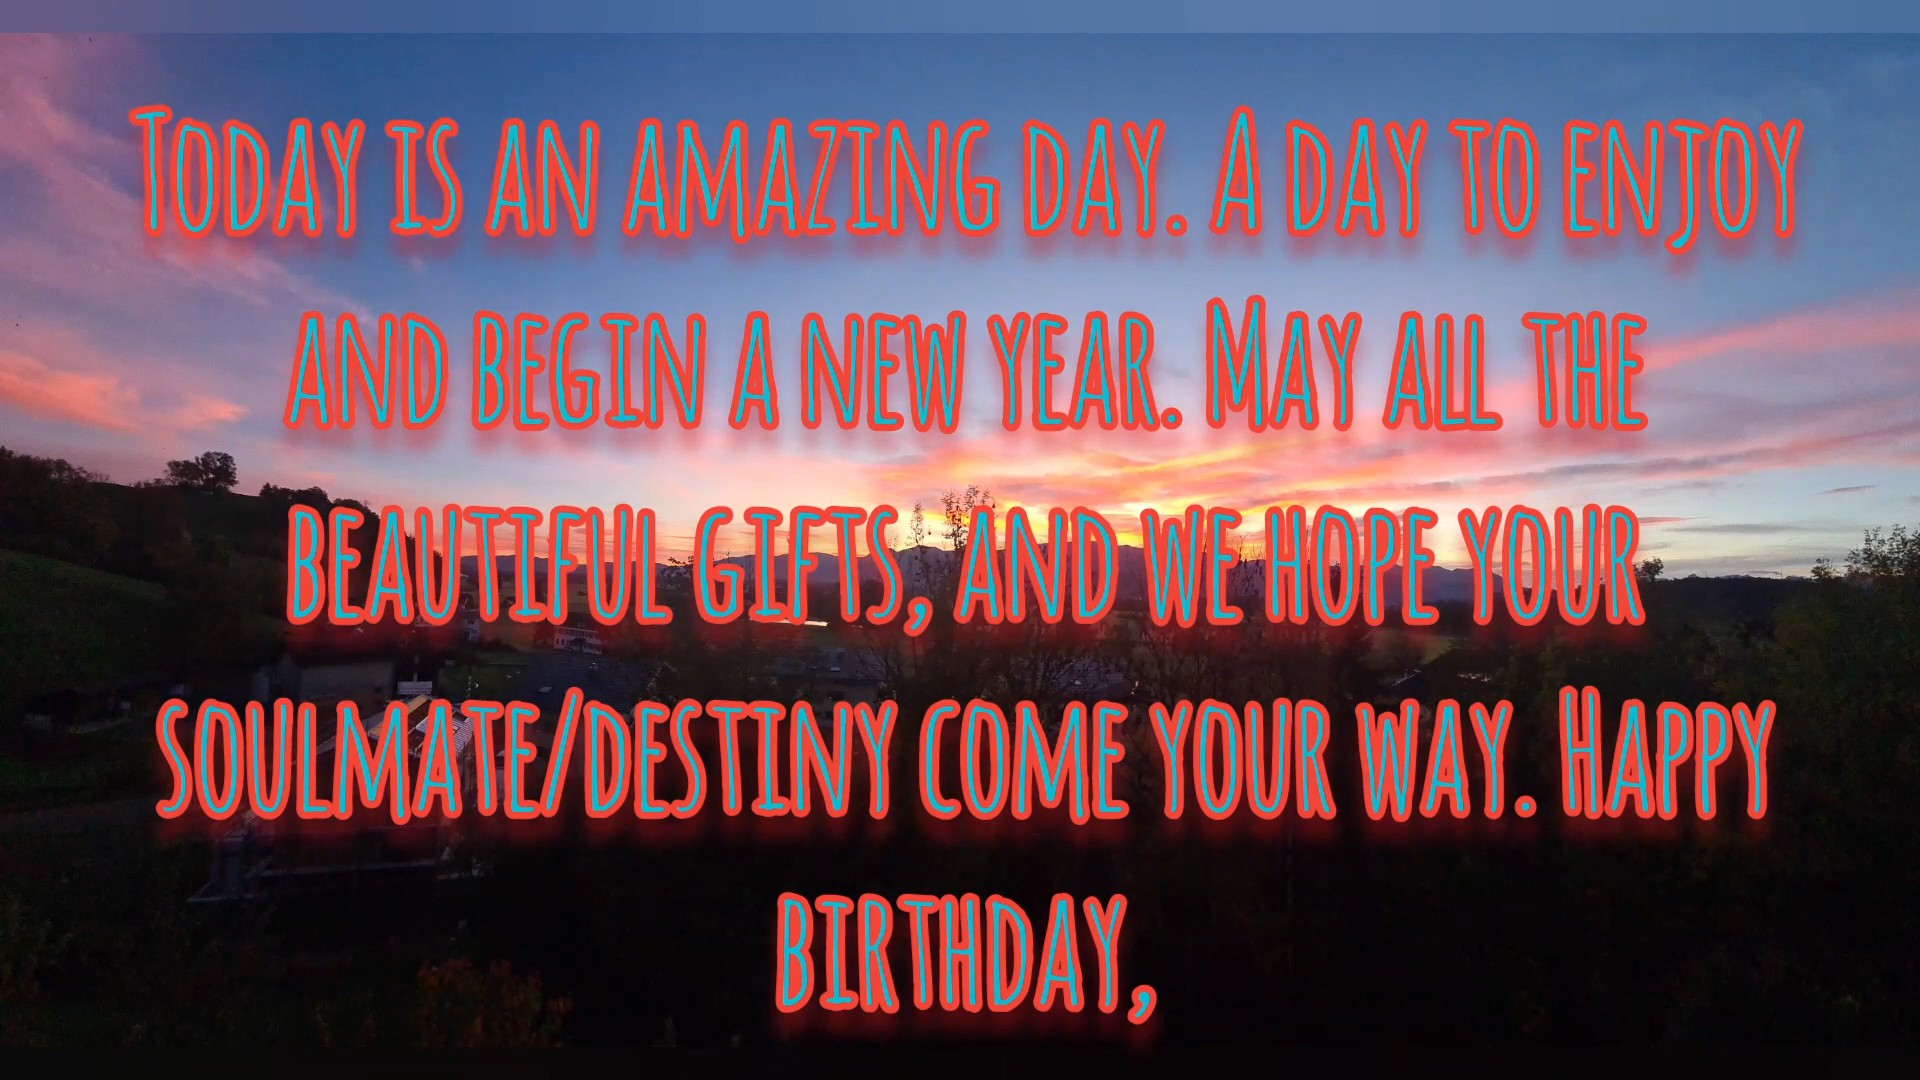 Today is an amazing day. A day to enjoy
and begin a new year. May all the
beautiful gifts, and we hope your
soulmate/destiny come your way. Happy
birthday,